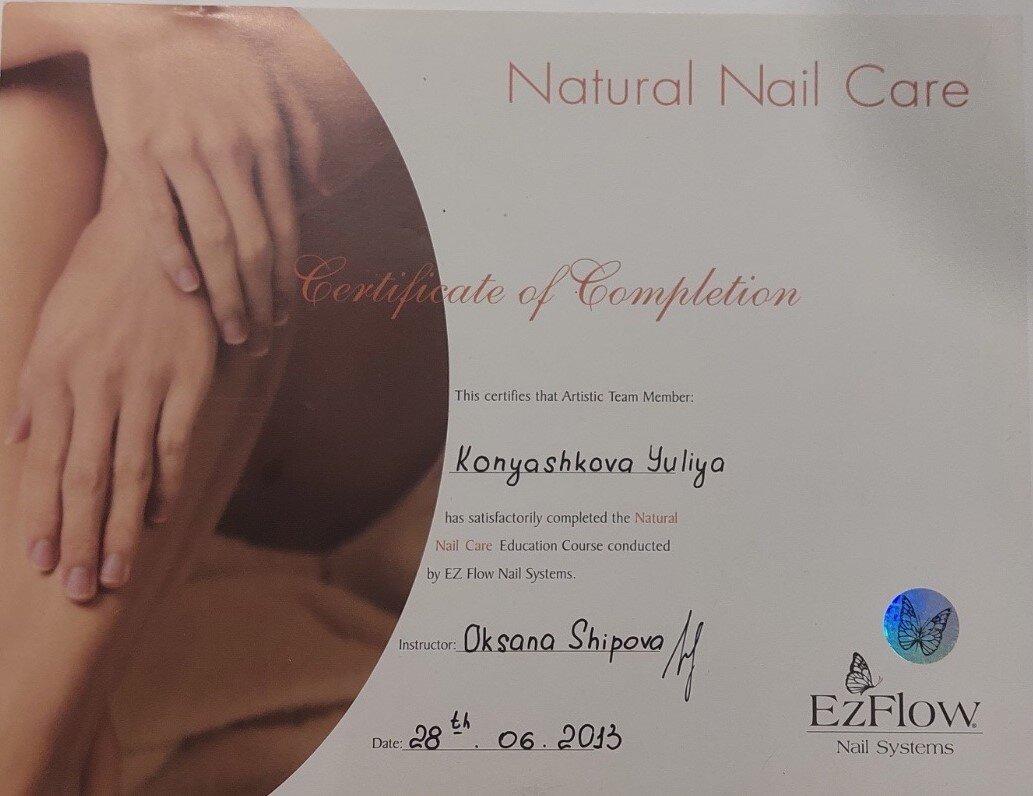 Natural Nail Care
Certificate of Completion
This certifies that Artistic Team Member:
Konyashkova Yuliya
has satisfactorily completed the Natural
Nail Care Education Course conducted
by EZ Flow Nail Systems.
Instructor: Oksana Shipova
Date: 28th. 06. 2013
EzFlow®
Nail Systems